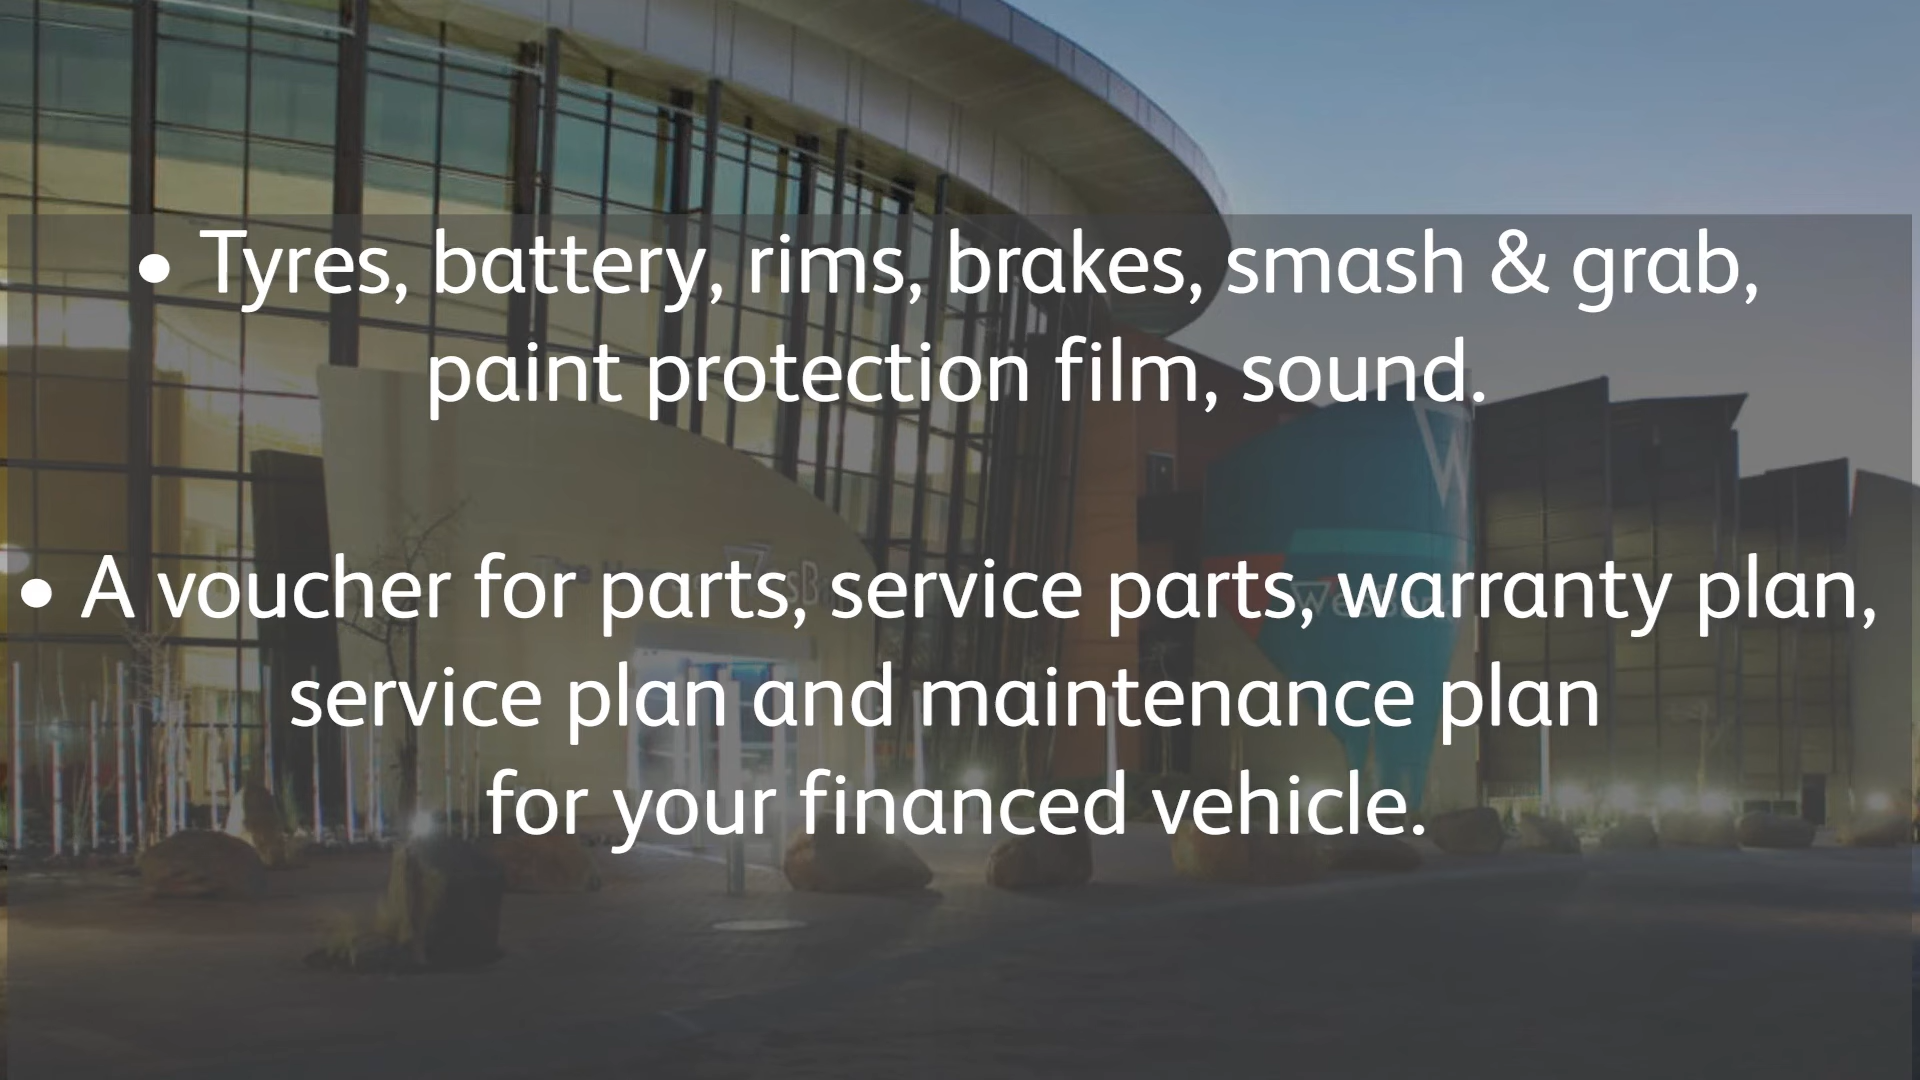 • Tyres, battery, rims, brakes, smash & grab,
paint protection film, sound.
• A voucher for parts, service parts, warranty plan,
service plan and maintenance plan
for your financed vehicle.
WesBank